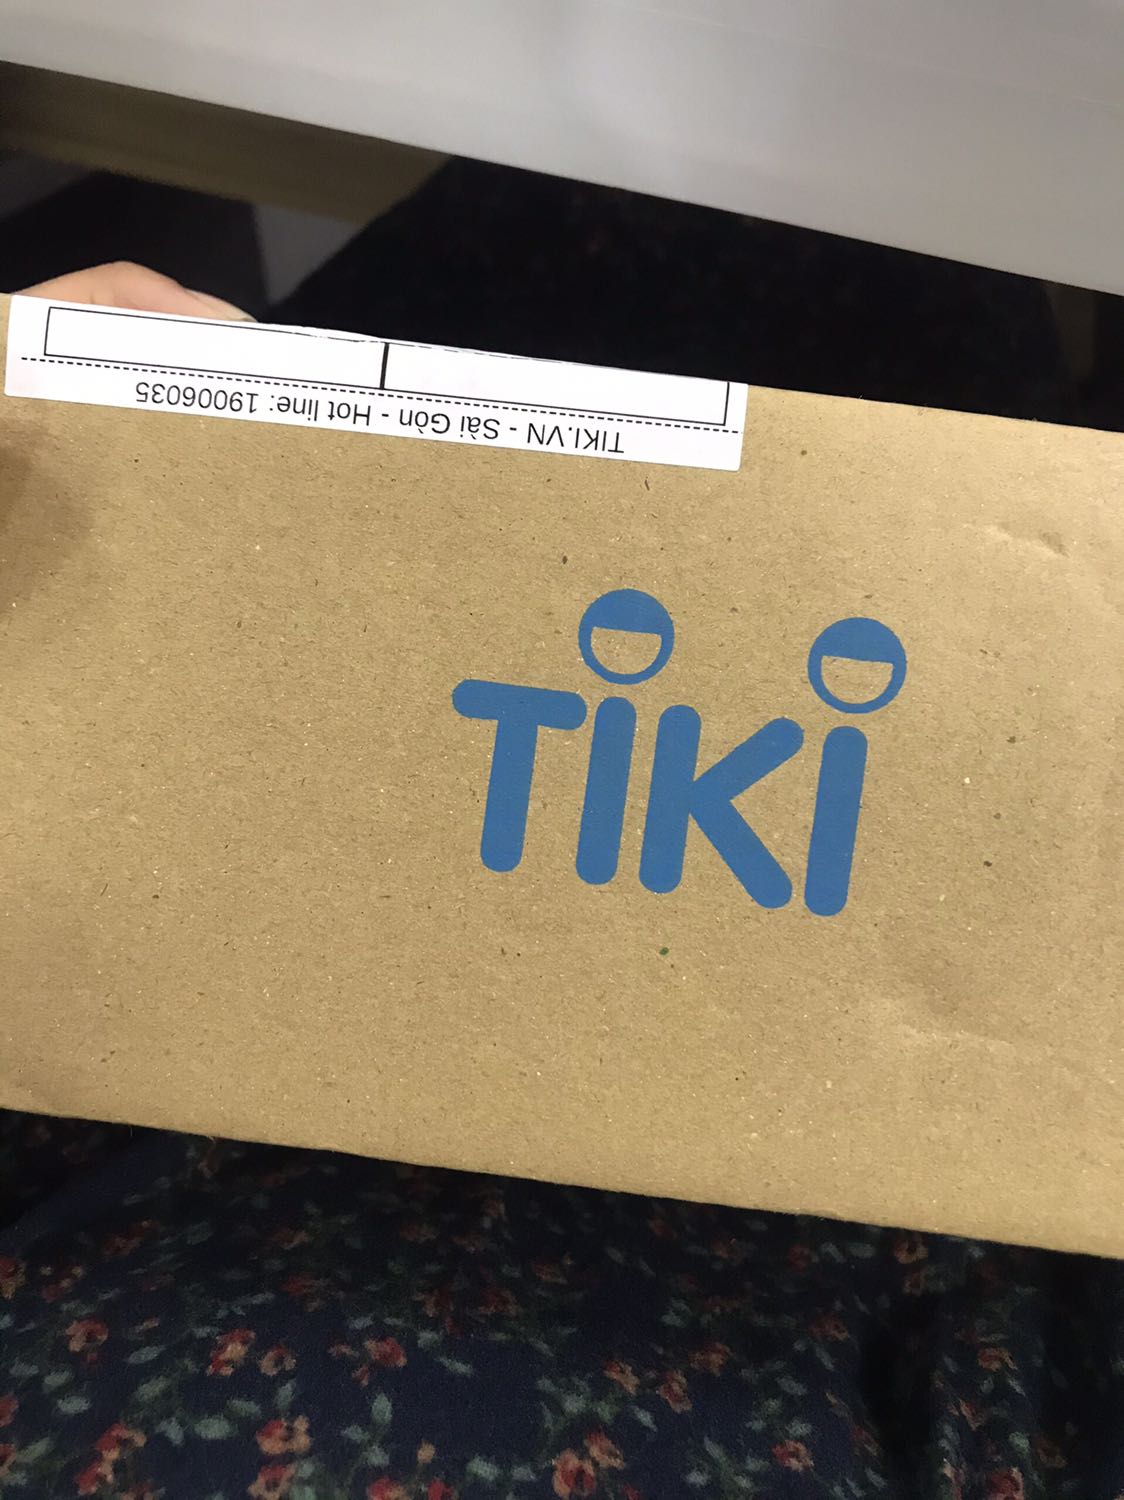 TIKI.VN - Sài Gòn - Hot line: 19006035
TIKI